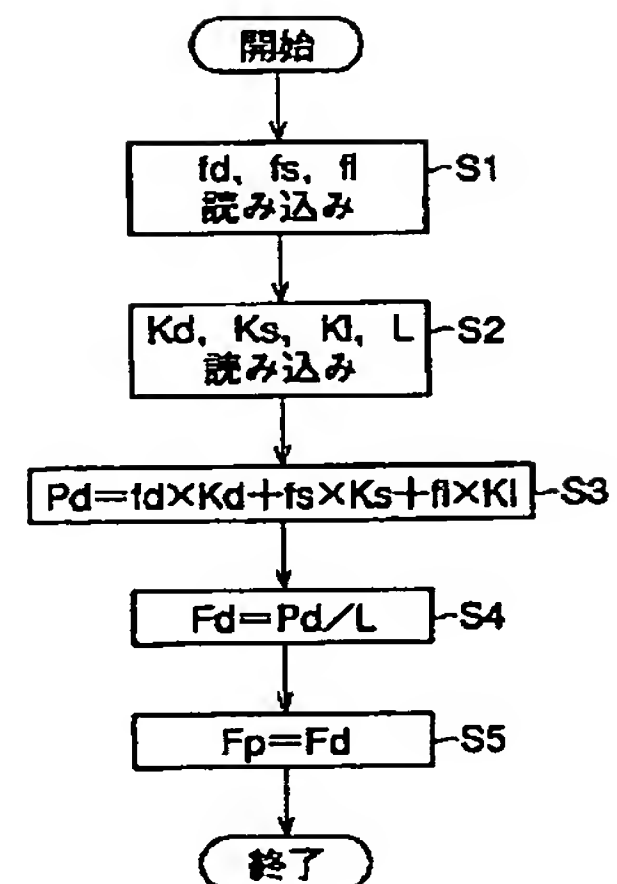 開始
fd, fs, fl
読み込み
S1
Kd, Ks, Kl, L
読み込み
S2
Pd=fd×Kd+fs×Ks+fl×Kl
S3
Fd=Pd/L
S4
Fp=Fd
S5
終了